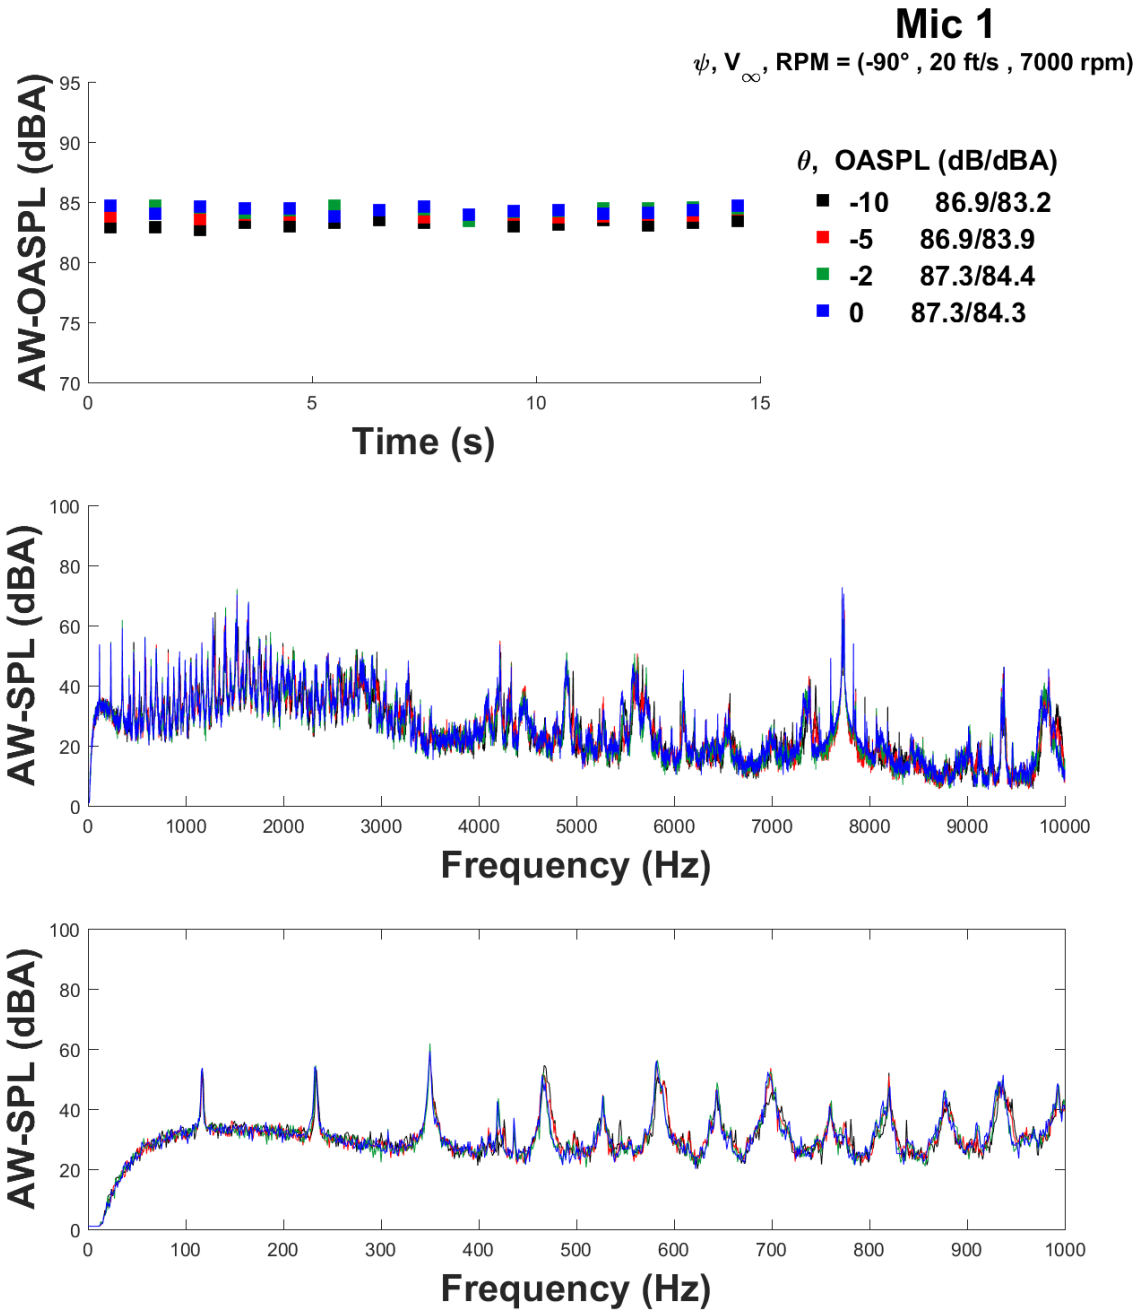 Mic 1
ψ, V∞, RPM = (-90° , 20 ft/s , 7000 rpm)
95
90
85
80
75
70
0 5 10 15
AW-OASPL (dBA)
Time (s)
θ, OASPL (dB/dBA)
-10 86.9/83.2
-5 86.9/83.9
-2 87.3/84.4
0 87.3/84.3
100
80
60
40
20
0
0 1000 2000 3000 4000 5000 6000 7000 8000 9000 10000
AW-SPL (dBA)
Frequency (Hz)
100
80
60
40
20
0
0 100 200 300 400 500 600 700 800 900 1000
AW-SPL (dBA)
Frequency (Hz)